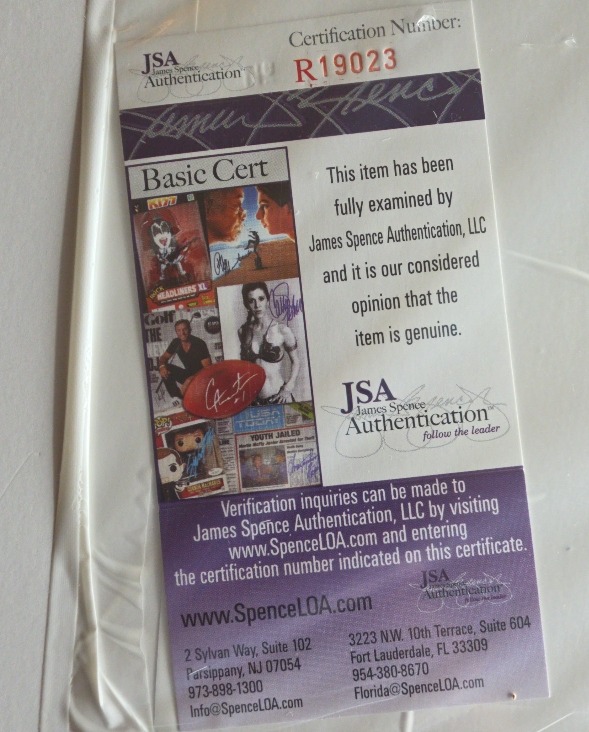 JSA
James Spence
Authentication
Certification Number:
R19023
James Spence
Basic Cert
HEADLINERS XL
GOLF
YOUTH JAILED
This item has been
fully examined by
James Spence Authentication, LLC
and it is our considered
opinion that the
item is genuine.
JSA
James Spence
Authentication™
follow the leader
Verification inquiries can be made to
James Spence Authentication, LLC by visiting
www.SpenceLOA.com and entering
the certification number indicated on this certificate.
JSA
Authentication
www.SpenceLOA.com
2 Sylvan Way, Suite 102
Parsippany, NJ 07054
973-898-1300
Info@SpenceLOA.com
3223 N.W. 10th Terrace, Suite 604
Fort Lauderdale, FL 33309
954-380-8670
Florida@SpenceLOA.com